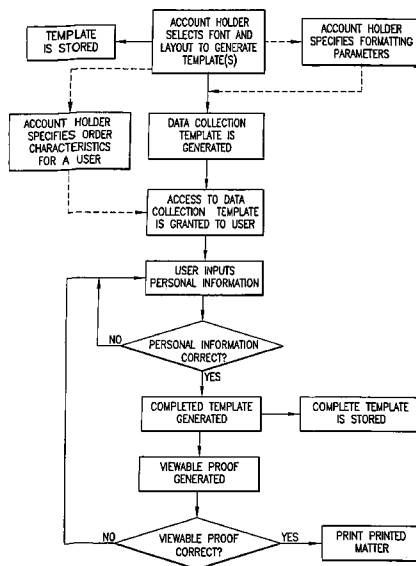 TEMPLATE
IS STORED
ACCOUNT HOLDER
SELECTS FONT AND
LAYOUT TO GENERATE
TEMPLATE(S)
ACCOUNT HOLDER
SPECIFIES FORMATTING
PARAMETERS
ACCOUNT HOLDER
SPECIFIES ORDER
CHARACTERISTICS
FOR A USER
DATA COLLECTION
TEMPLATE IS
GENERATED
ACCESS TO DATA
COLLECTION TEMPLATE
IS GRANTED TO USER
USER INPUTS
PERSONAL INFORMATION
NO
PERSONAL INFORMATION
CORRECT?
YES
COMPLETED TEMPLATE
GENERATED
COMPLETE TEMPLATE
IS STORED
VIEWABLE PROOF
GENERATED
NO
VIEWABLE PROOF
CORRECT?
YES
PRINT PRINTED
MATTER